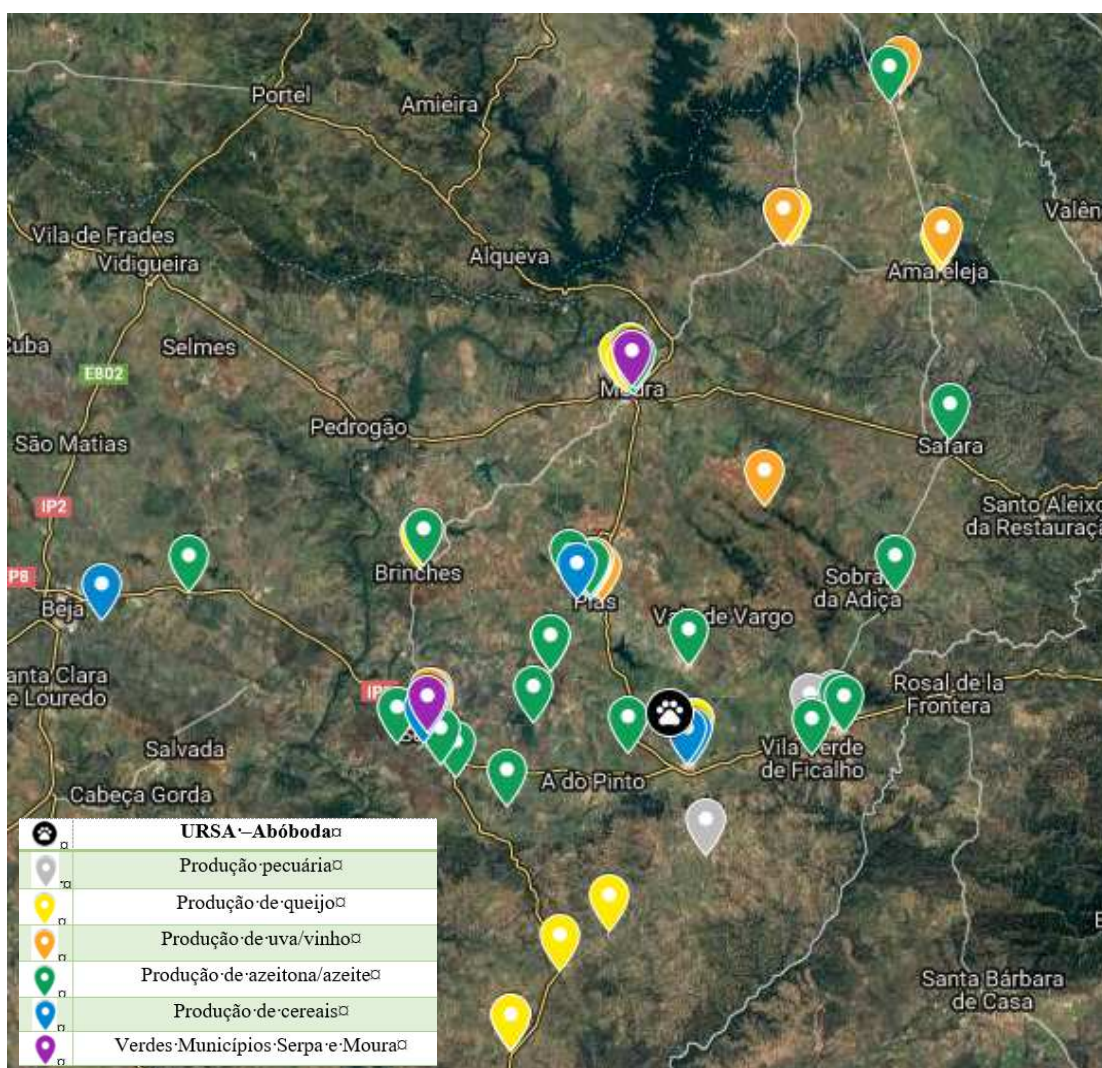 Portel
Amieira
Valên
Vila de Frades
Vidigueira
Alqueva
Amareleja
Cuba
Selmes
E802
Moura
Pedrogão
São Matias
Safara
IP2
Santo Aleixo
da Restauraçã
IP8
Brinches
Sobral
da Adiça
Beja
Pias
Vale de Vargo
anta Clara
e Louredo
Rosal de la
Frontera
Salvada
Vila Verde
de Ficalho
A do Pinto
Cabeça Gorda
Santa Bárbara
de Casa
URSA·–Abóboda¤
Produção·pecuária¤
Produção·de·queijo¤
Produção·de·uva/vinho¤
Produção·de·azeitona/azeite¤
Produção·de·cereais¤
Verdes·Municípios·Serpa·e·Moura¤